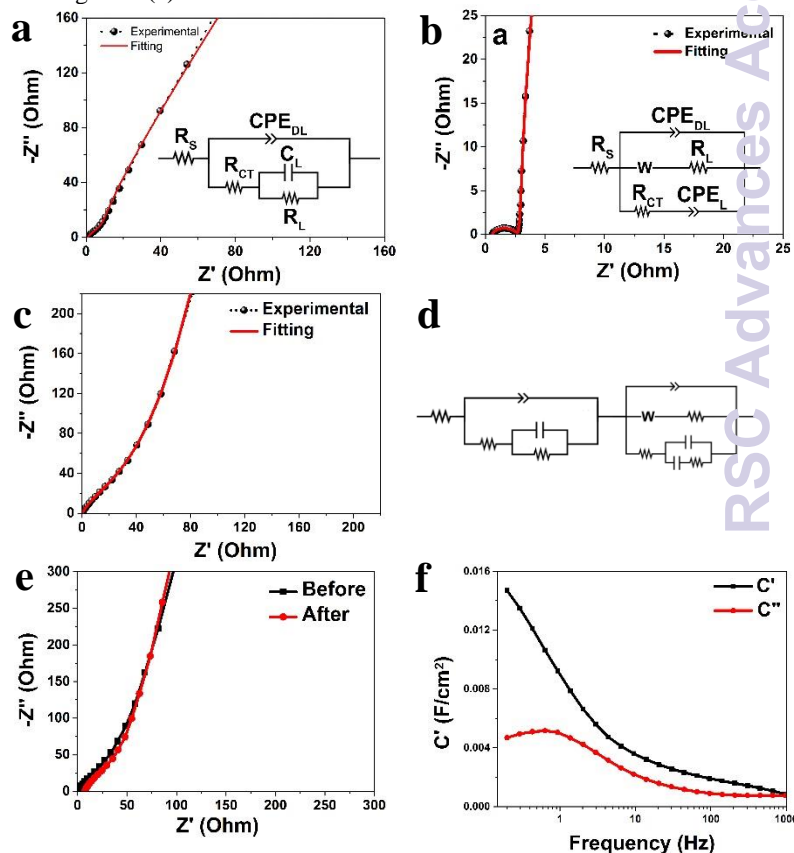 a
160
120
80
40
0
-Z'' (Ohm)
0 40 80 120 160
Z' (Ohm)
Experimental
Fitting
R_S
CPE_DL
R_CT
C_L
R_L
b
a
25
20
15
10
5
0
-Z'' (Ohm)
0 5 10 15 20 25
Z' (Ohm)
Experimental
Fitting
R_S
CPE_DL
W
R_L
R_CT
CPE_L
c
200
160
120
80
40
0
-Z'' (Ohm)
0 40 80 120 160 200
Z' (Ohm)
Experimental
Fitting
d
W
e
300
250
200
150
100
50
0
-Z'' (Ohm)
0 50 100 150 200 250 300
Z' (Ohm)
Before
After
f
0.016
0.012
0.008
0.004
0.000
C' (F/cm²)
1 10 100 1000
Frequency (Hz)
C'
C''
RSC Advances Acc